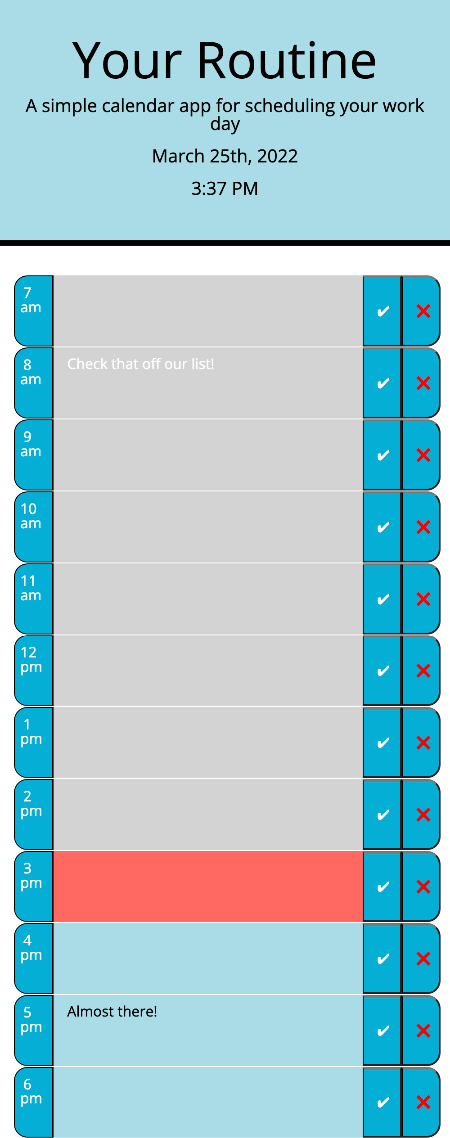 Your Routine
A simple calendar app for scheduling your work
day
March 25th, 2022
3:37 PM
7
am
✔ ❌
8
am
Check that off our list!
✔ ❌
9
am
✔ ❌
10
am
✔ ❌
11
am
✔ ❌
12
pm
✔ ❌
1
pm
✔ ❌
2
pm
✔ ❌
3
pm
✔ ❌
4
pm
✔ ❌
5
pm
Almost there!
✔ ❌
6
pm
✔ ❌